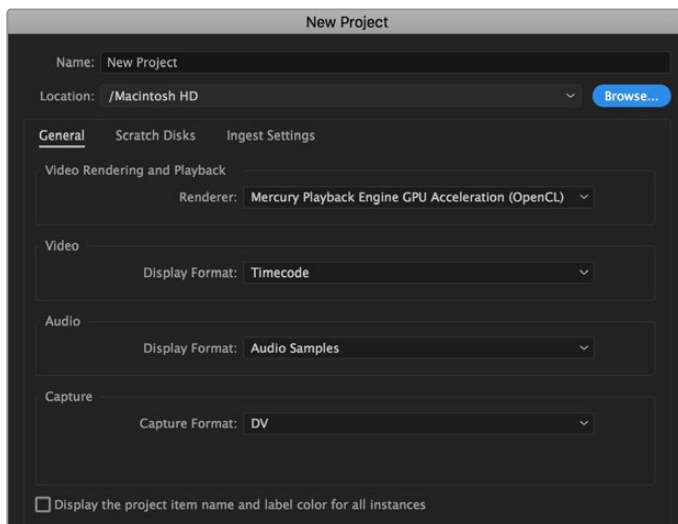 New Project
Name: New Project
Location: /Macintosh HD Browse...
General Scratch Disks Ingest Settings
Video Rendering and Playback
Renderer: Mercury Playback Engine GPU Acceleration (OpenCL)
Video
Display Format: Timecode
Audio
Display Format: Audio Samples
Capture
Capture Format: DV
Display the project item name and label color for all instances